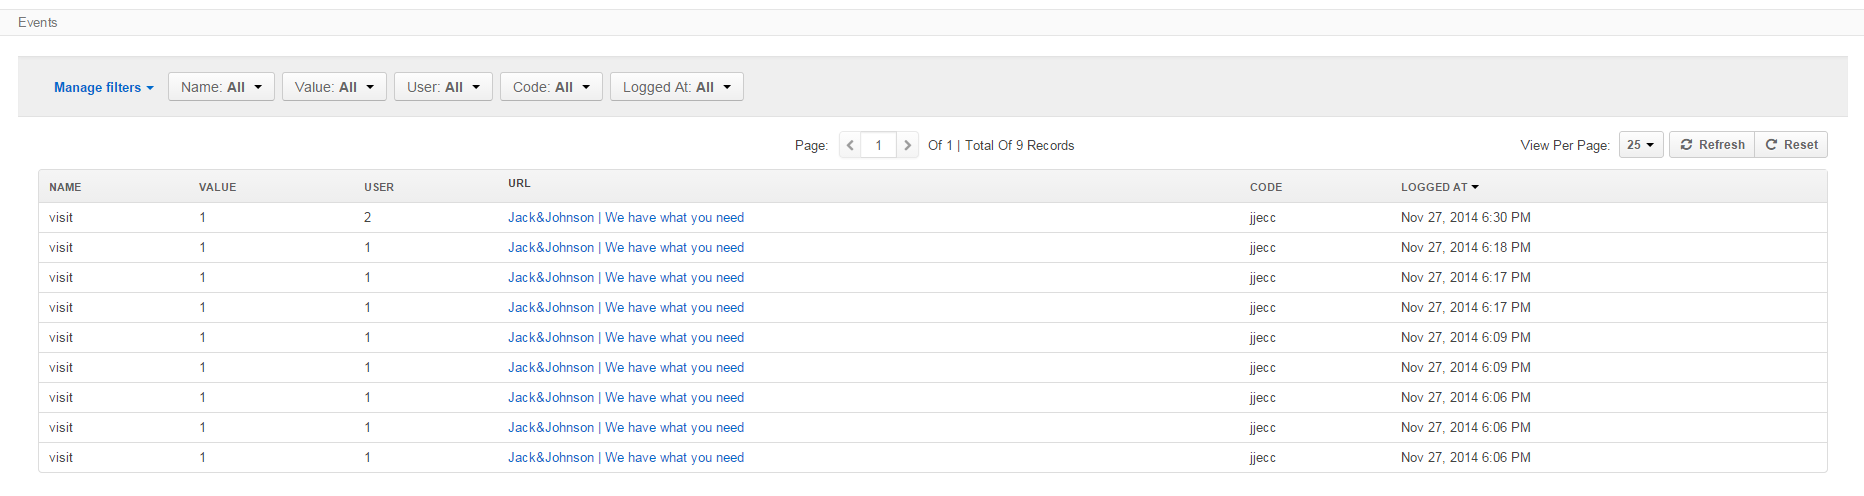 Events
Manage filters Name: All Value: All User: All Code: All Logged At: All
Page: 1 Of 1 | Total Of 9 Records View Per Page: 25 Refresh Reset
NAME VALUE USER URL CODE LOGGED AT
visit 1 2 Jack&Johnson | We have what you need jjecc Nov 27, 2014 6:30 PM
visit 1 1 Jack&Johnson | We have what you need jjecc Nov 27, 2014 6:18 PM
visit 1 1 Jack&Johnson | We have what you need jjecc Nov 27, 2014 6:17 PM
visit 1 1 Jack&Johnson | We have what you need jjecc Nov 27, 2014 6:17 PM
visit 1 1 Jack&Johnson | We have what you need jjecc Nov 27, 2014 6:09 PM
visit 1 1 Jack&Johnson | We have what you need jjecc Nov 27, 2014 6:09 PM
visit 1 1 Jack&Johnson | We have what you need jjecc Nov 27, 2014 6:06 PM
visit 1 1 Jack&Johnson | We have what you need jjecc Nov 27, 2014 6:06 PM
visit 1 1 Jack&Johnson | We have what you need jjecc Nov 27, 2014 6:06 PM